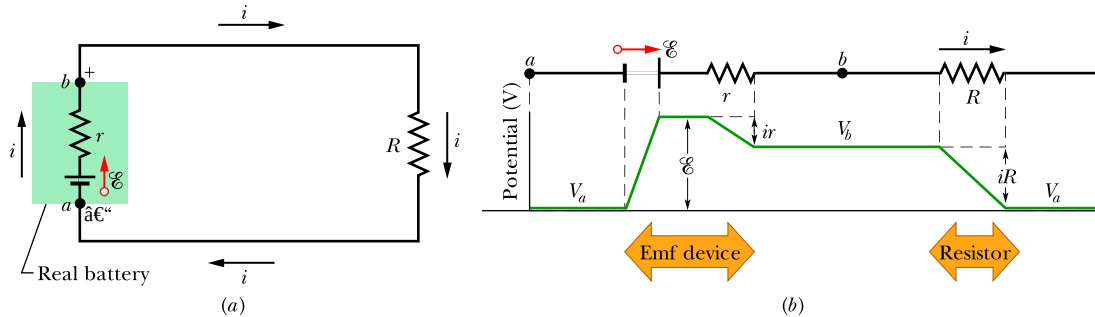 i
i
b
+
r
ℰ
a
â€“
R
i
i
Real battery
(a)
ℰ
i
a
b
r
R
Potential (V)
ir
V_b
ℰ
iR
V_a
V_a
Emf device
Resistor
(b)